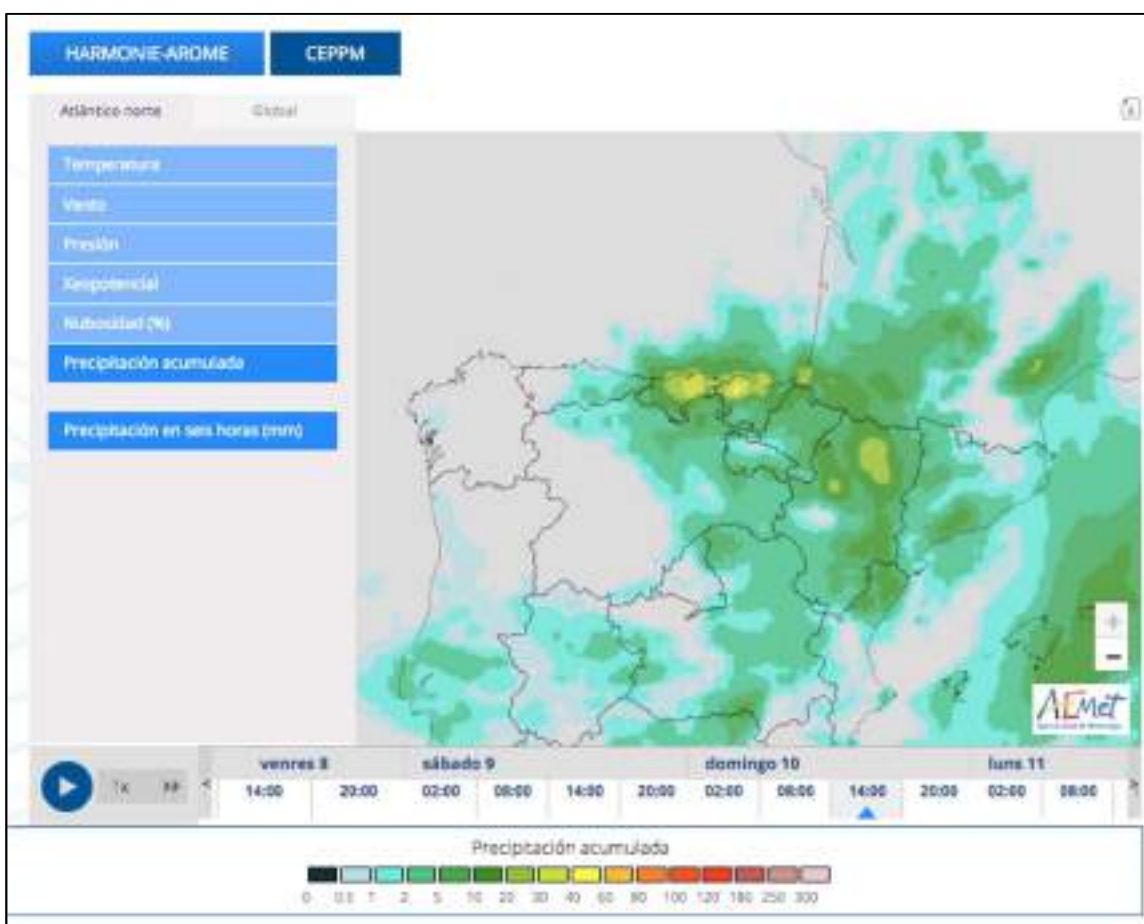 HARMONIE-AROME CEPPM
Atlántico norte Global
Temperatura
Vento
Presión
Xeopotencial
Nubosidad (%)
Precipitación acumulada
Precipitación en seis horas (mm)
+
−
AEMet
1x
venres 8 sábado 9 domingo 10 luns 11
14:00 20:00 02:00 08:00 14:00 20:00 02:00 08:00 14:00 20:00 02:00 08:00
Precipitación acumulada
0 0.5 1 2 5 10 20 30 40 60 80 100 120 180 250 300